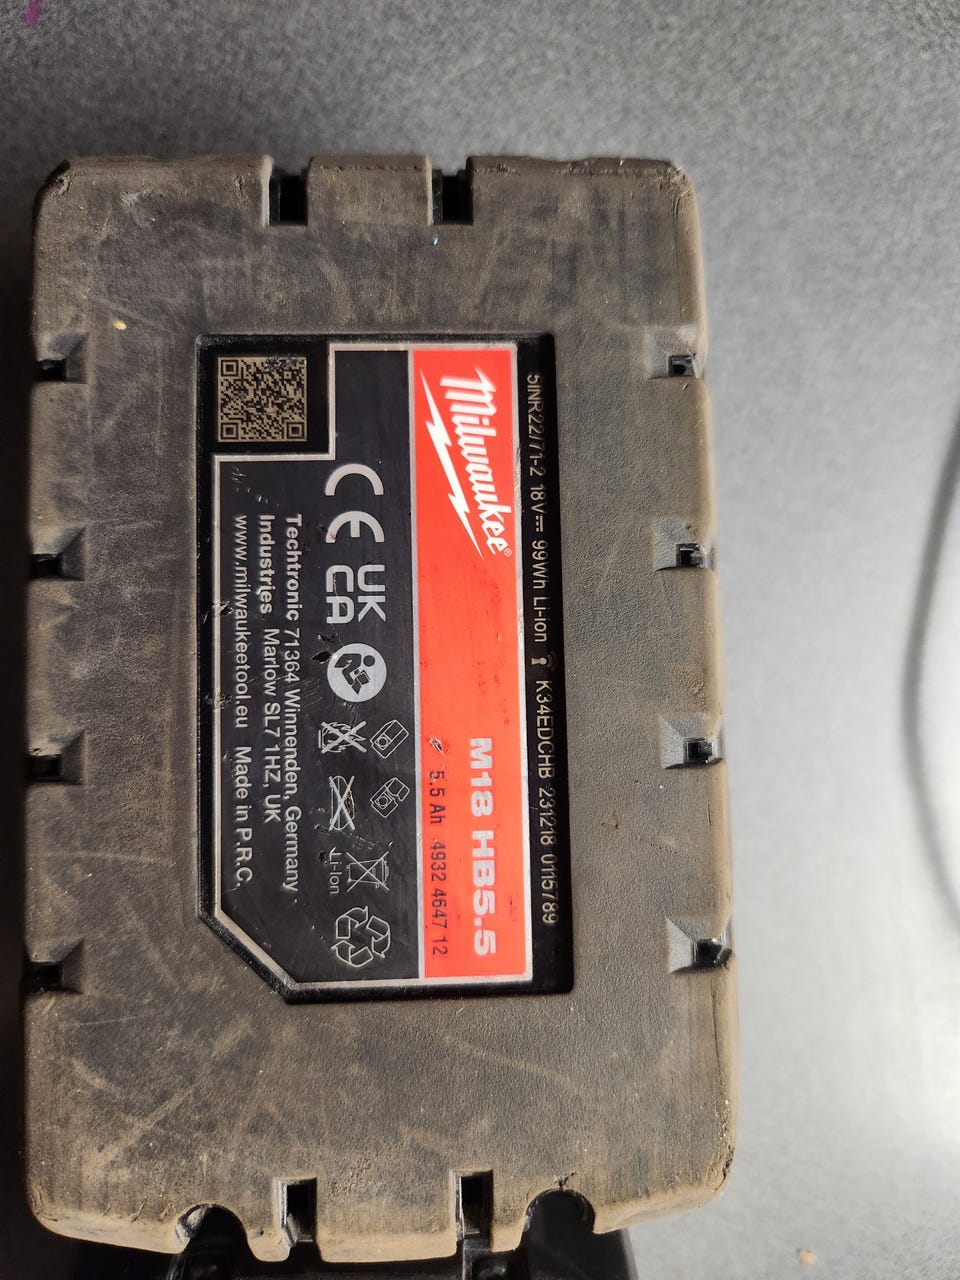 5INR22/71-2 18V⎓ 99Wh Li-ion K34EDCHB 231218 0115789
Milwaukee®
M18 HB5.5
5.5 Ah 4932 4647 12
CE UK CA
Li-ion
Techtronic 71364 Winnenden, Germany
Industries Marlow SL7 1HZ, UK
www.milwaukeetool.eu Made in P.R.C.